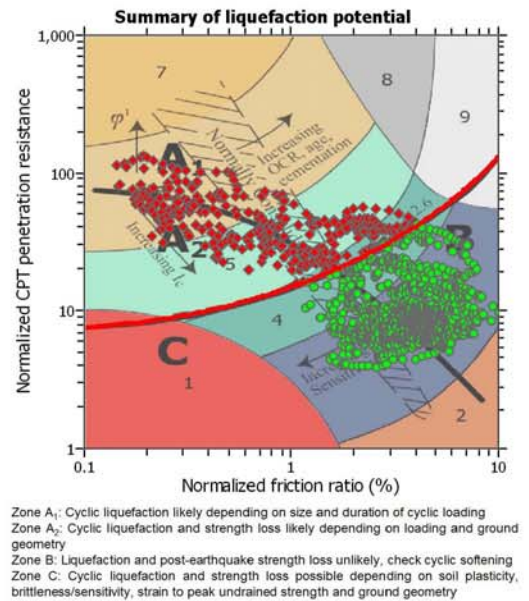 Summary of liquefaction potential
1,000
7
8
9
φ'
A₁
Increasing
OCR, age,
cementation
100
Normalized CPT penetration resistance
2.6
A₂
5
Increasing Ic
B
10
4
C
1
2
1
0.1
1
10
Normalized friction ratio (%)
Zone A₁: Cyclic liquefaction likely depending on size and duration of cyclic loading
Zone A₂: Cyclic liquefaction and strength loss likely depending on loading and ground
geometry
Zone B: Liquefaction and post-earthquake strength loss unlikely, check cyclic softening
Zone C: Cyclic liquefaction and strength loss possible depending on soil plasticity,
brittleness/sensitivity, strain to peak undrained strength and ground geometry